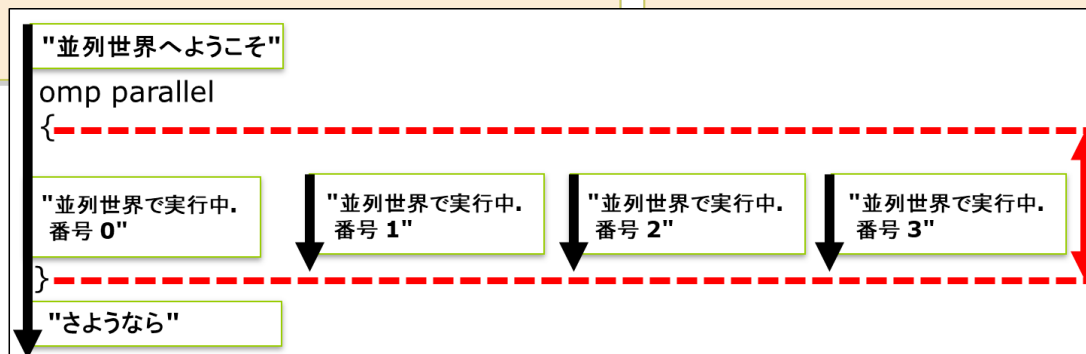 "並列世界へようこそ"
omp parallel
{
"並列世界で実行中.
番号 0"
"並列世界で実行中.
番号 1"
"並列世界で実行中.
番号 2"
"並列世界で実行中.
番号 3"
}
"さようなら"